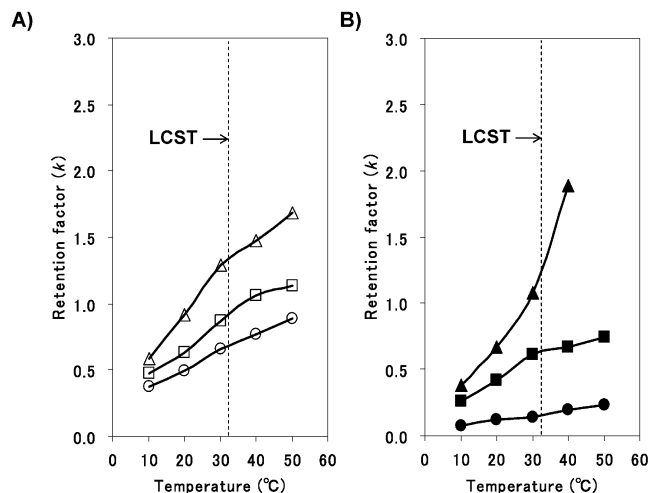 A)
3.0
2.5
2.0
1.5
1.0
0.5
0.0
Retention factor (k)
LCST
0 10 20 30 40 50 60
Temperature (℃)
B)
3.0
2.5
2.0
1.5
1.0
0.5
0.0
Retention factor (k)
LCST
0 10 20 30 40 50 60
Temperature (℃)